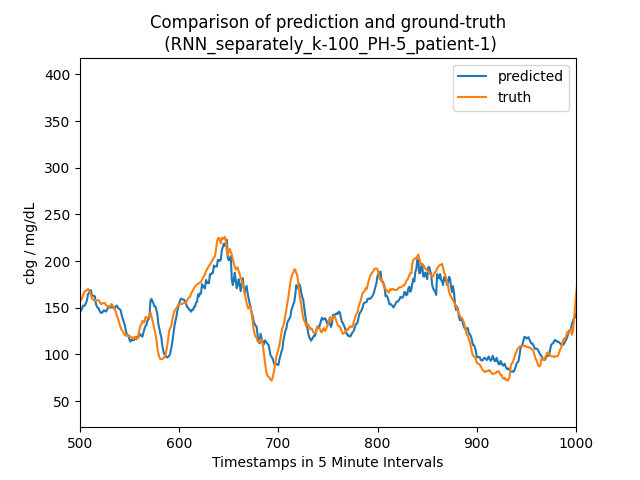 Comparison of prediction and ground-truth
(RNN_separately_k-100_PH-5_patient-1)
predicted
truth
cbg / mg/dL
400
350
300
250
200
150
100
50
500
600
700
800
900
1000
Timestamps in 5 Minute Intervals